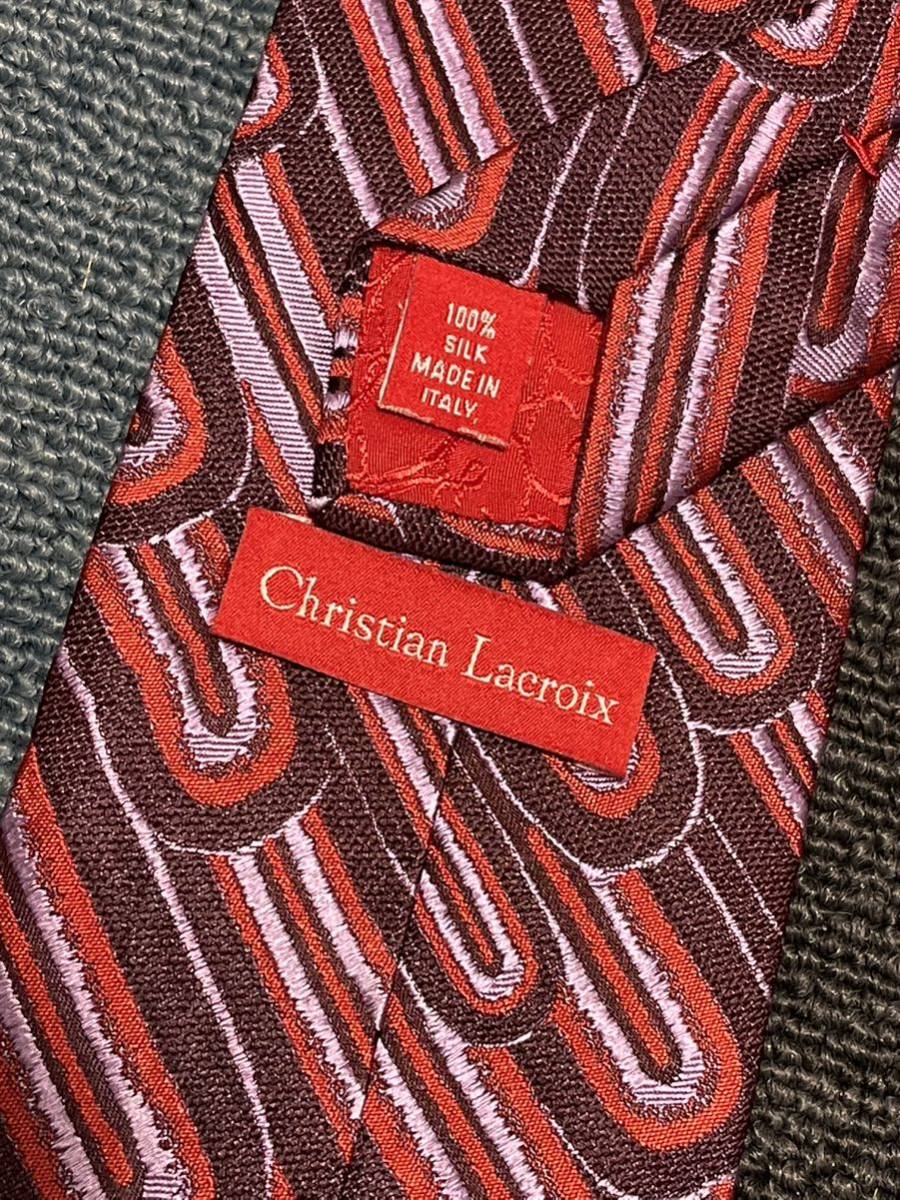 100%
SILK
MADE IN
ITALY
Christian Lacroix